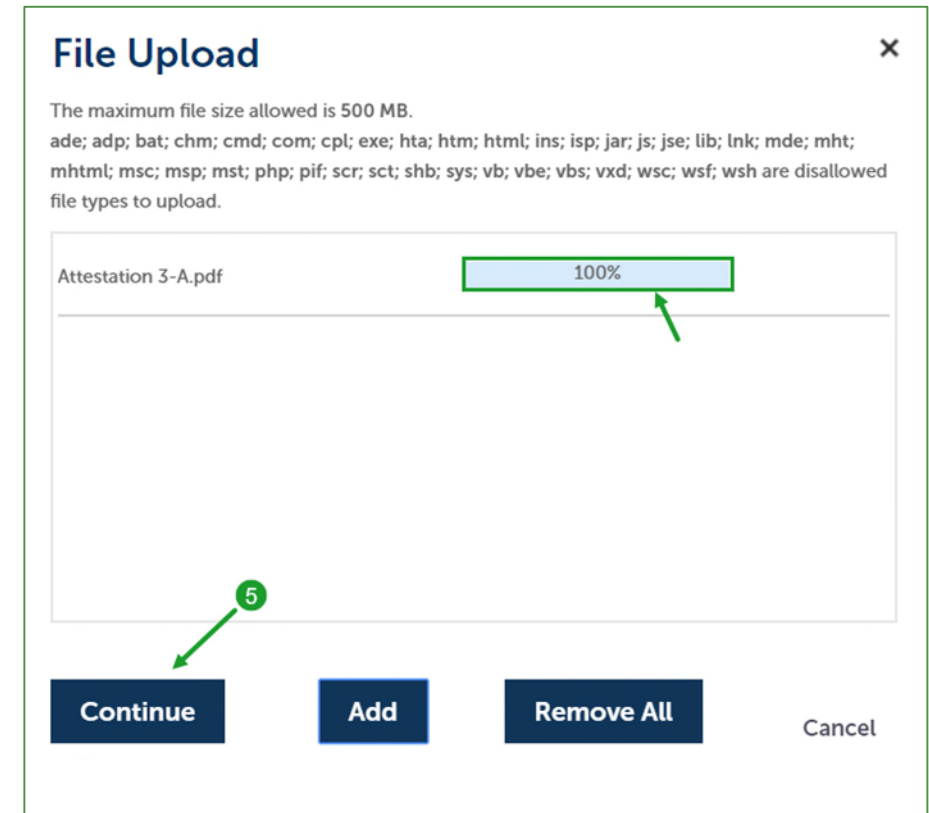 File Upload
×
The maximum file size allowed is 500 MB.
ade; adp; bat; chm; cmd; com; cpl; exe; hta; htm; html; ins; isp; jar; js; jse; lib; lnk; mde; mht;
mhtml; msc; msp; mst; php; pif; scr; sct; shb; sys; vb; vbe; vbs; vxd; wsc; wsf; wsh are disallowed
file types to upload.
Attestation 3-A.pdf 100%
5
Continue Add Remove All Cancel